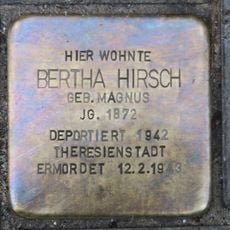 HIER WOHNTE
BERTHA HIRSCH
GEB. MAGNUS
JG. 1872
DEPORTIERT 1942
THERESIENSTADT
ERMORDET 12.2.1943